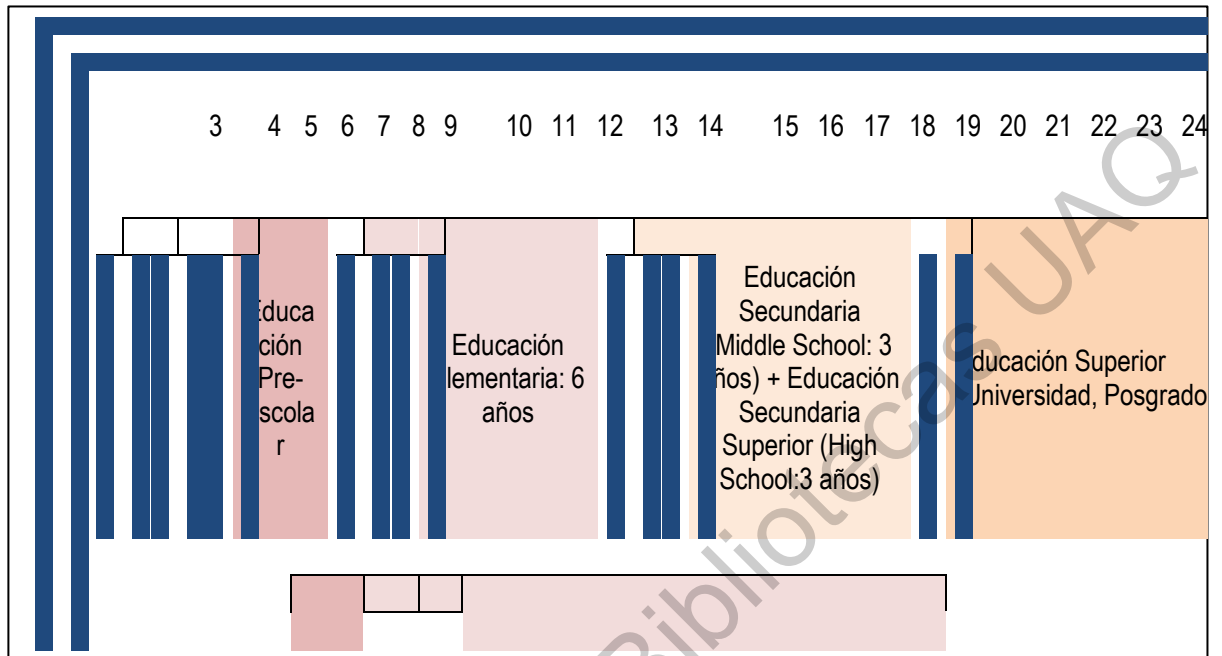 3 4 5 6 7 8 9 10 11 12 13 14 15 16 17 18 19 20 21 22 23 24
Educa
ción
Pre-
scola
r
Educación
lementaria: 6
años
Educación
Secundaria
Middle School: 3
ños) + Educación
Secundaria
Superior (High
School:3 años)
ducación Superior
Universidad, Posgrado
Bibliotecas UAQ